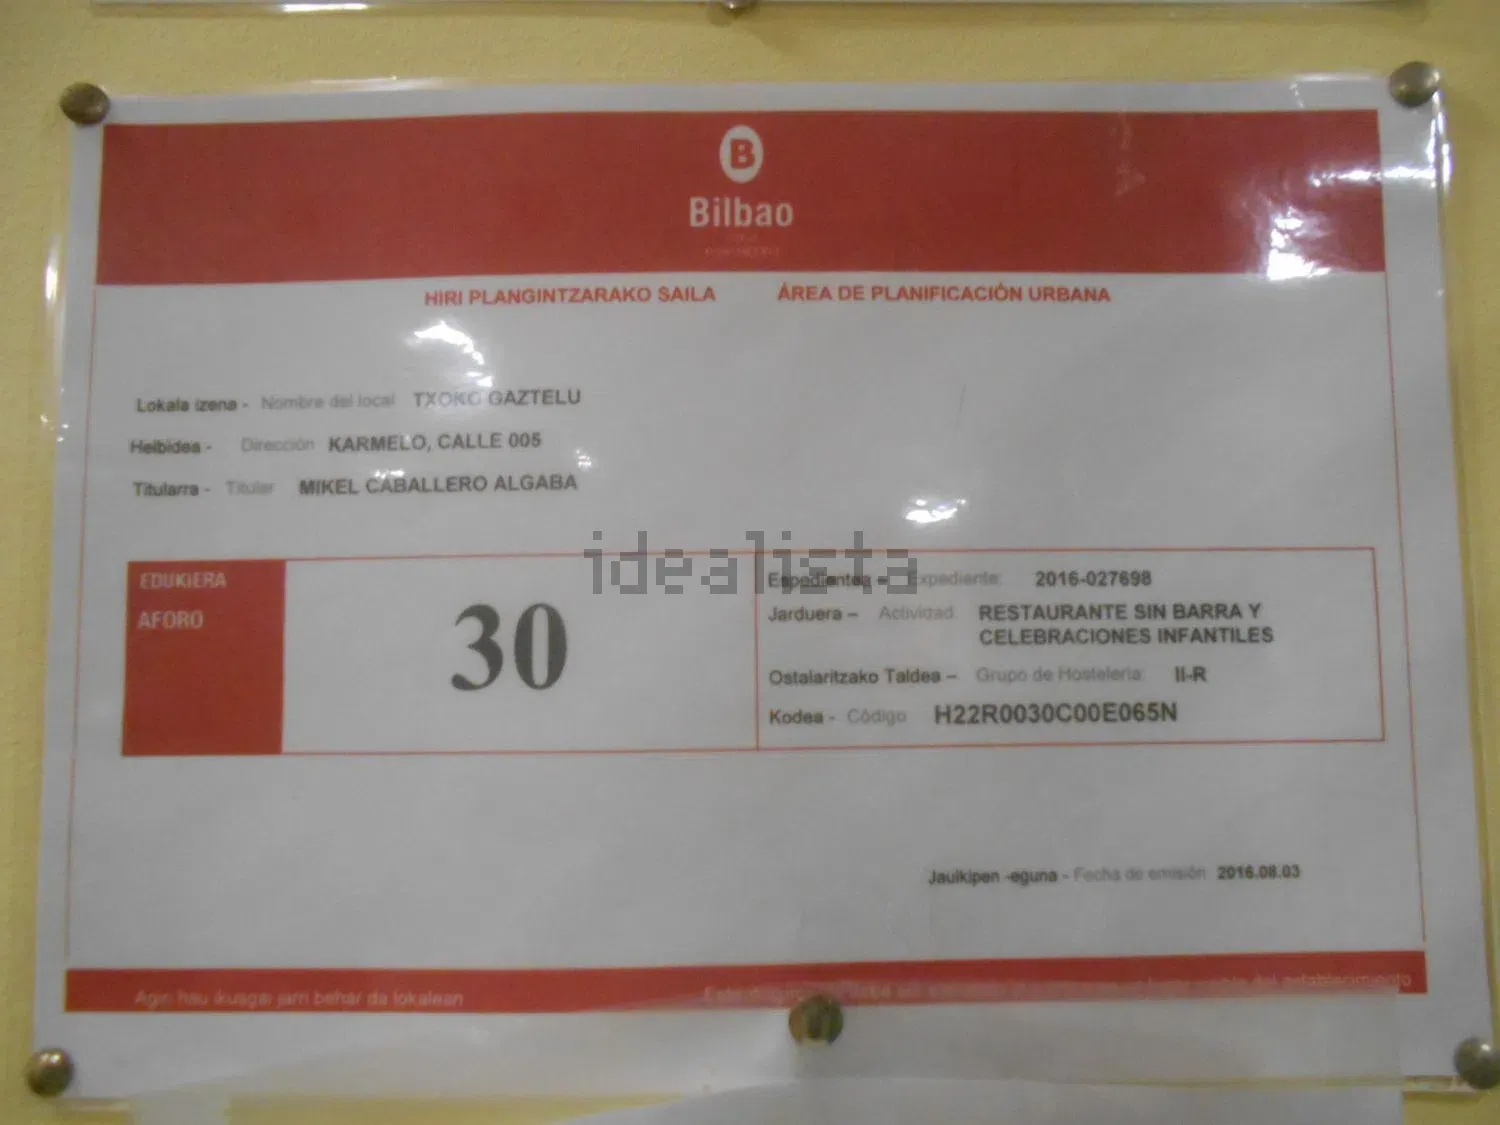 B
Bilbao
HIRI PLANGINTZARAKO SAILA ÁREA DE PLANIFICACIÓN URBANA
Lokala izena - Nombre del local TXOKO GAZTELU
Helbidea - Dirección KARMELO, CALLE 005
Titularra - Titular MIKEL CABALLERO ALGABA
idealista
EDUKIERA
AFORO
30
Espedientea – Expediente: 2016-027698
Jarduera – Actividad: RESTAURANTE SIN BARRA Y
CELEBRACIONES INFANTILES
Ostalaritzako Taldea – Grupo de Hostelería: II-R
Kodea - Código H22R0030C00E065N
Jaulkipen -eguna - Fecha de emisión 2016.08.03
Agiri hau ikusgai jarri behar da lokalean
Este del establecimiento